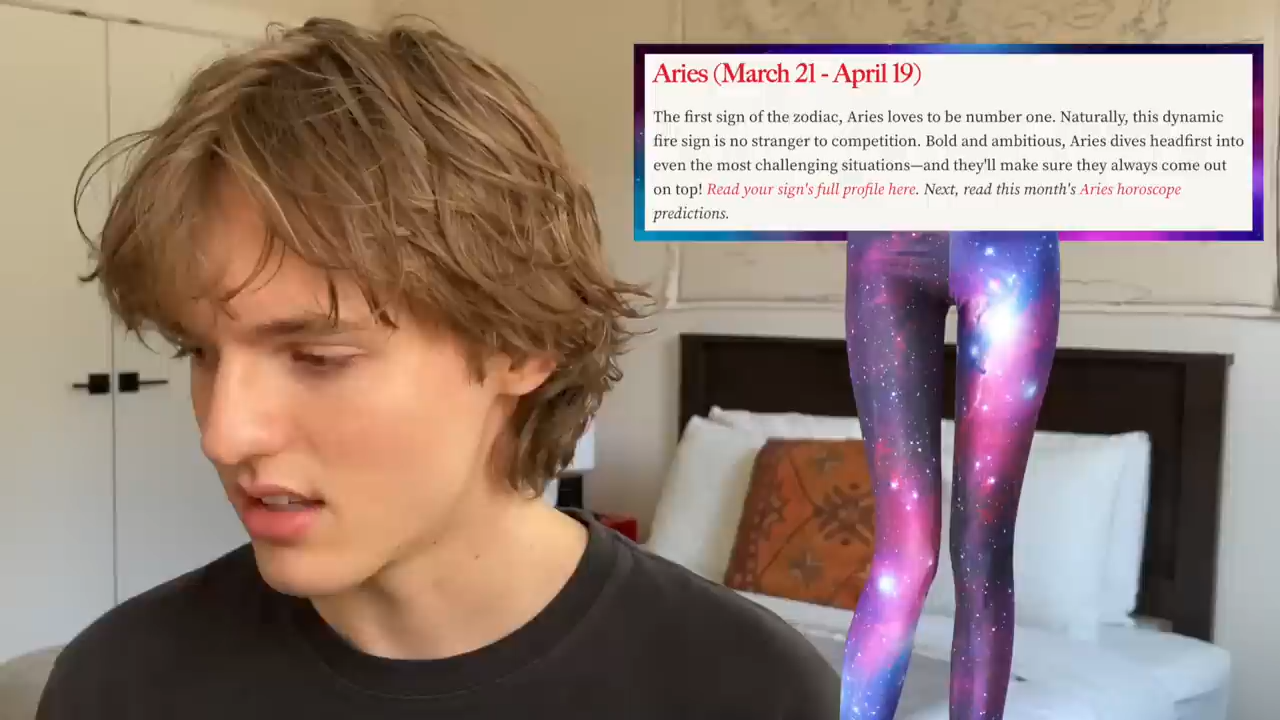 Aries (March 21 - April 19)
The first sign of the zodiac, Aries loves to be number one. Naturally, this dynamic
fire sign is no stranger to competition. Bold and ambitious, Aries dives headfirst into
even the most challenging situations—and they'll make sure they always come out
on top! Read your sign's full profile here. Next, read this month's Aries horoscope
predictions.